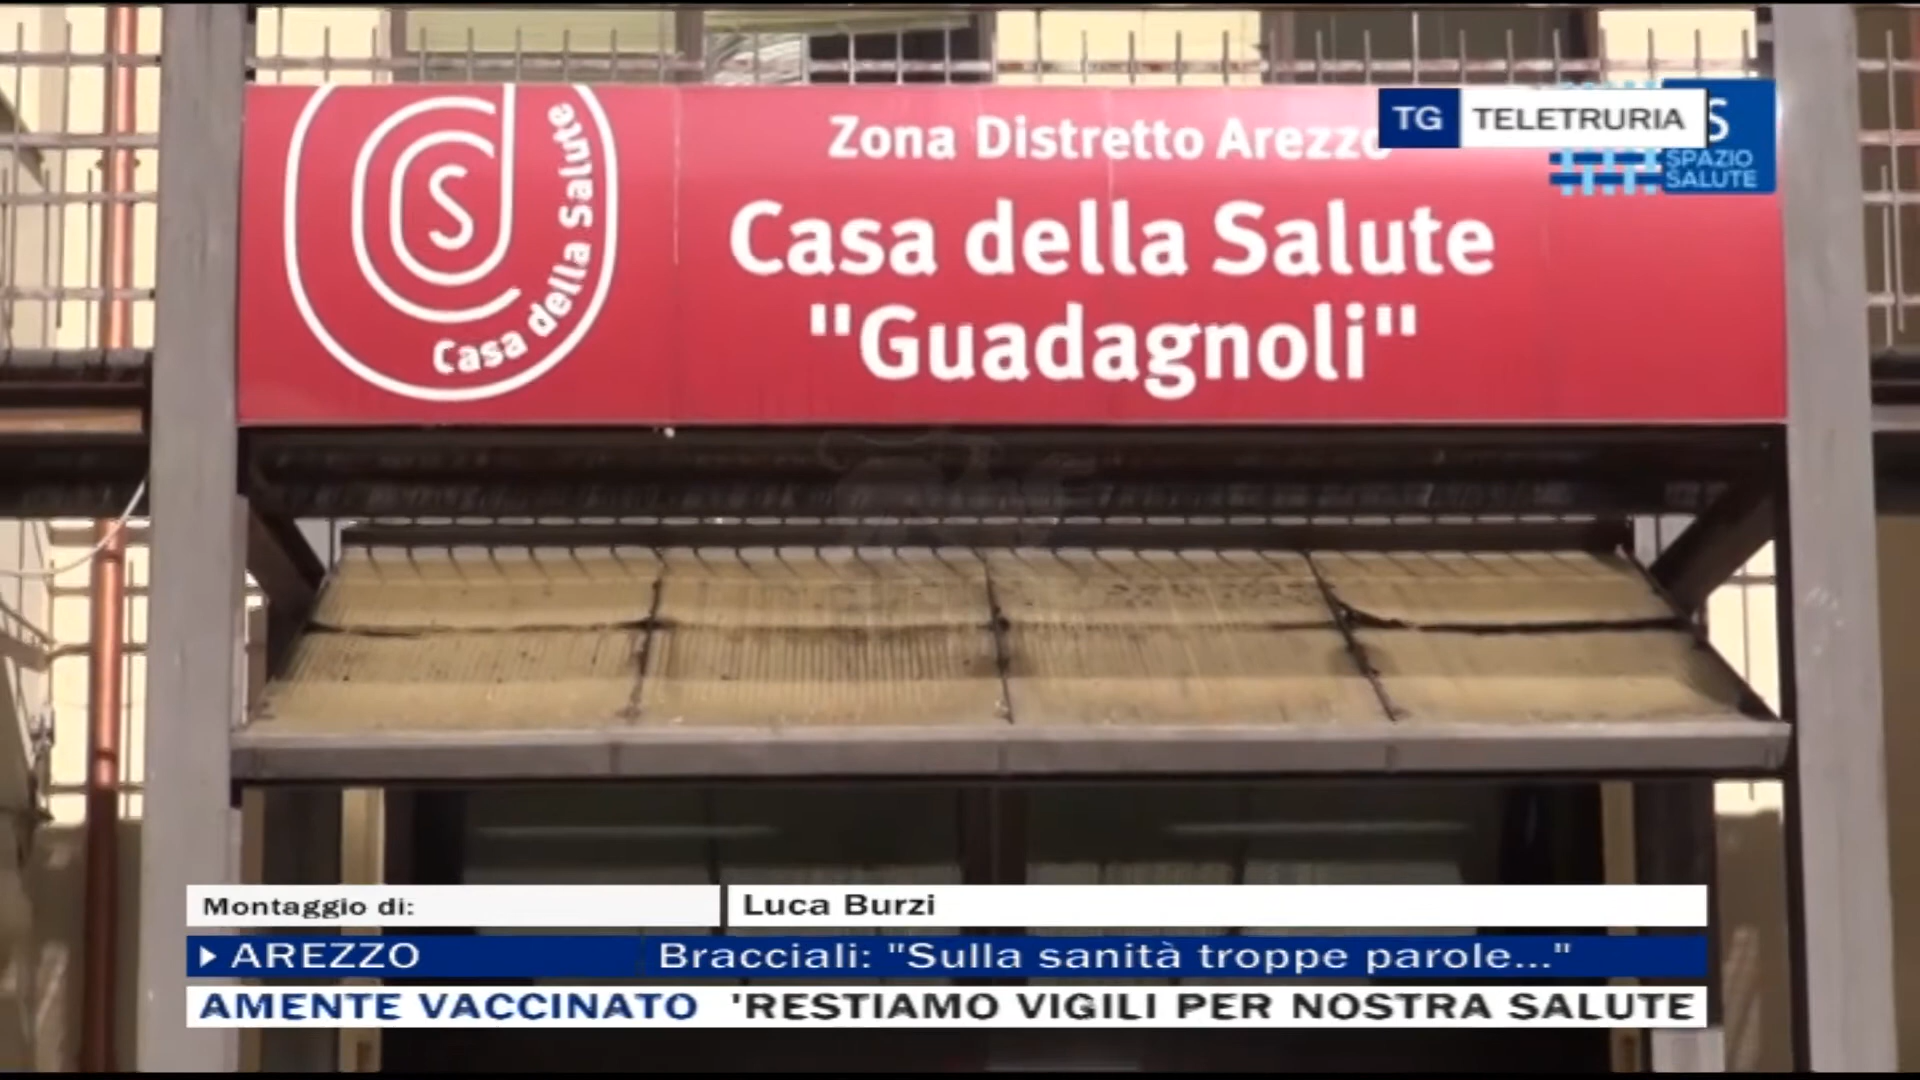 Zona Distretto Arezzo
TG TELETRURIA
S
SPAZIO
SALUTE
CdS
Casa della Salute
Casa della Salute
"Guadagnoli"
Montaggio di: Luca Burzi
AREZZO Bracciali: "Sulla sanità troppe parole..."
AMENTE VACCINATO 'RESTIAMO VIGILI PER NOSTRA SALUTE